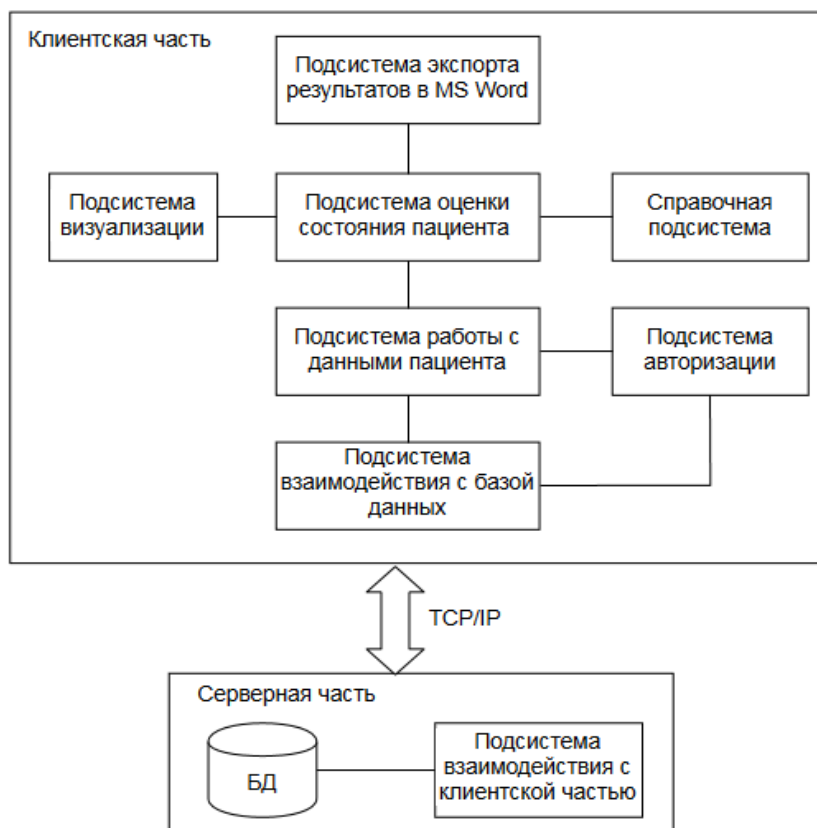 Клиентская часть
Подсистема экспорта
результатов в MS Word
Подсистема
визуализации
Подсистема оценки
состояния пациента
Справочная
подсистема
Подсистема работы с
данными пациента
Подсистема
авторизации
Подсистема
взаимодействия с базой
данных
TCP/IP
Серверная часть
БД
Подсистема
взаимодействия с
клиентской частью